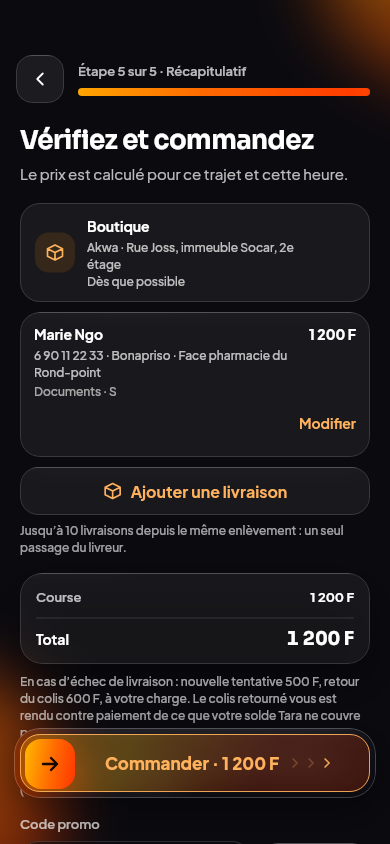 Étape 5 sur 5 · Récapitulatif
Vérifiez et commandez
Le prix est calculé pour ce trajet et cette heure.
Boutique
Akwa · Rue Joss, immeuble Socar, 2e
étage
Dès que possible
Marie Ngo 1 200 F
6 90 11 22 33 · Bonapriso · Face pharmacie du
Rond-point
Documents · S
Modifier
Ajouter une livraison
Jusqu'à 10 livraisons depuis le même enlèvement : un seul
passage du livreur.
Course 1 200 F
Total 1 200 F
En cas d'échec de livraison : nouvelle tentative 500 F, retour
du colis 600 F, à votre charge. Le colis retourné vous est
rendu contre paiement de ce que votre solde Tara ne couvre
Commander · 1 200 F
Code promo